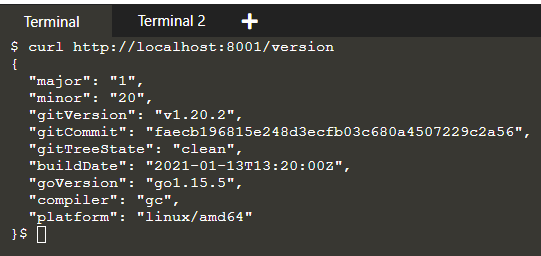 Terminal
Terminal 2 +
$ curl http://localhost:8001/version
{
  "major": "1",
  "minor": "20",
  "gitVersion": "v1.20.2",
  "gitCommit": "faecb196815e248d3ecfb03c680a4507229c2a56",
  "gitTreeState": "clean",
  "buildDate": "2021-01-13T13:20:00Z",
  "goVersion": "go1.15.5",
  "compiler": "gc",
  "platform": "linux/amd64"
}$